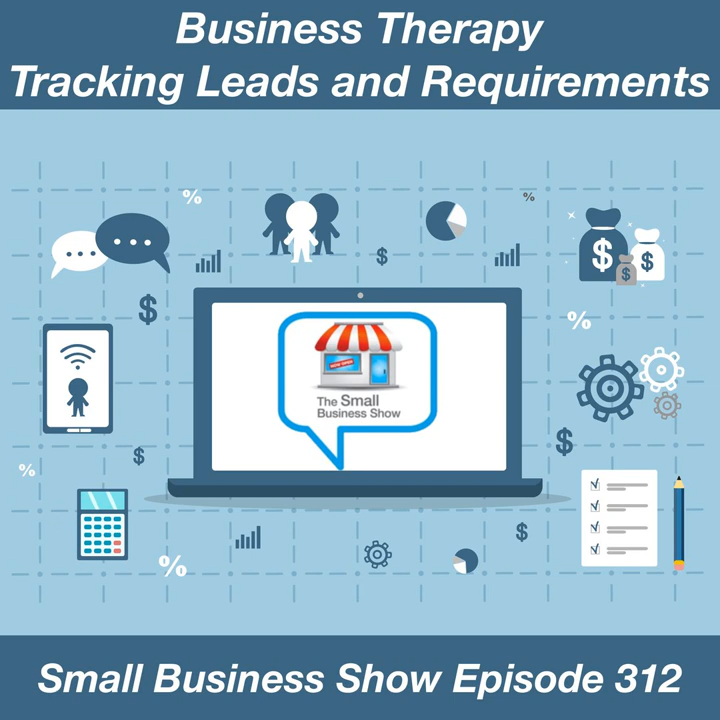 Business Therapy
Tracking Leads and Requirements
%
%
$
$
$
$
$
%
The Small
Business Show
$
$
%
%
$
Small Business Show Episode 312